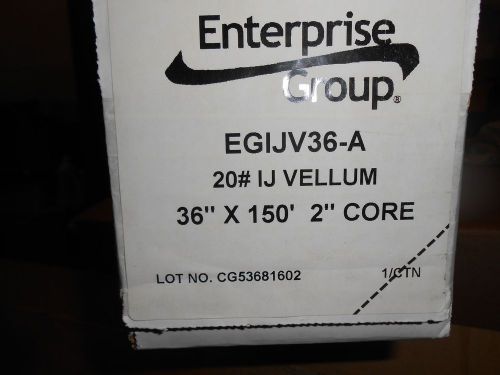 Enterprise
Group®
EGIJV36-A
20# IJ VELLUM
36" X 150' 2" CORE
LOT NO. CG53681602 1/CTN